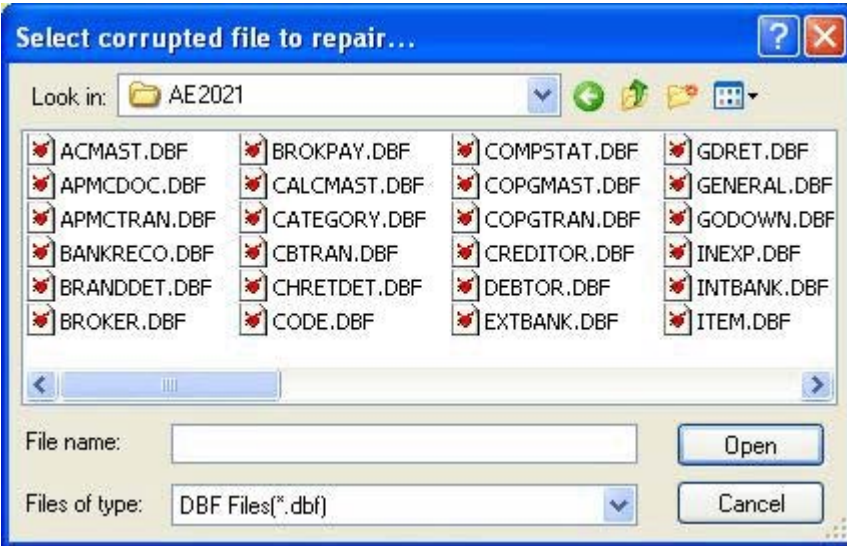 Select corrupted file to repair...
Look in: AE2021
ACMAST.DBF BROKPAY.DBF COMPSTAT.DBF GDRET.DBF
APMCDOC.DBF CALCMAST.DBF COPGMAST.DBF GENERAL.DBF
APMCTRAN.DBF CATEGORY.DBF COPGTRAN.DBF GODOWN.DBF
BANKRECO.DBF CBTRAN.DBF CREDITOR.DBF INEXP.DBF
BRANDDET.DBF CHRETDET.DBF DEBTOR.DBF INTBANK.DBF
BROKER.DBF CODE.DBF EXTBANK.DBF ITEM.DBF
File name: Open
Files of type: DBF Files(*.dbf) Cancel